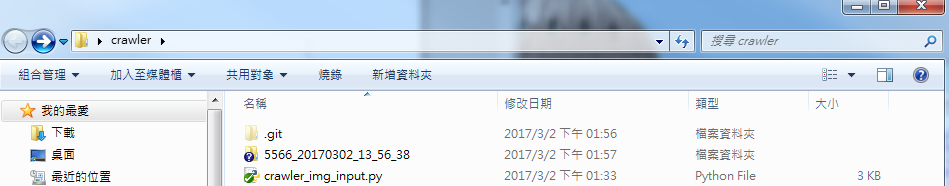 crawler
搜尋 crawler
組合管理 加入至媒體櫃 共用對象 燒錄 新增資料夾
我的最愛 名稱 修改日期 類型 大小
下載 .git 2017/3/2 下午 01:56 檔案資料夾
桌面 5566_20170302_13_56_38 2017/3/2 下午 01:57 檔案資料夾
最近的位置 crawler_img_input.py 2017/3/2 下午 01:33 Python File 3 KB